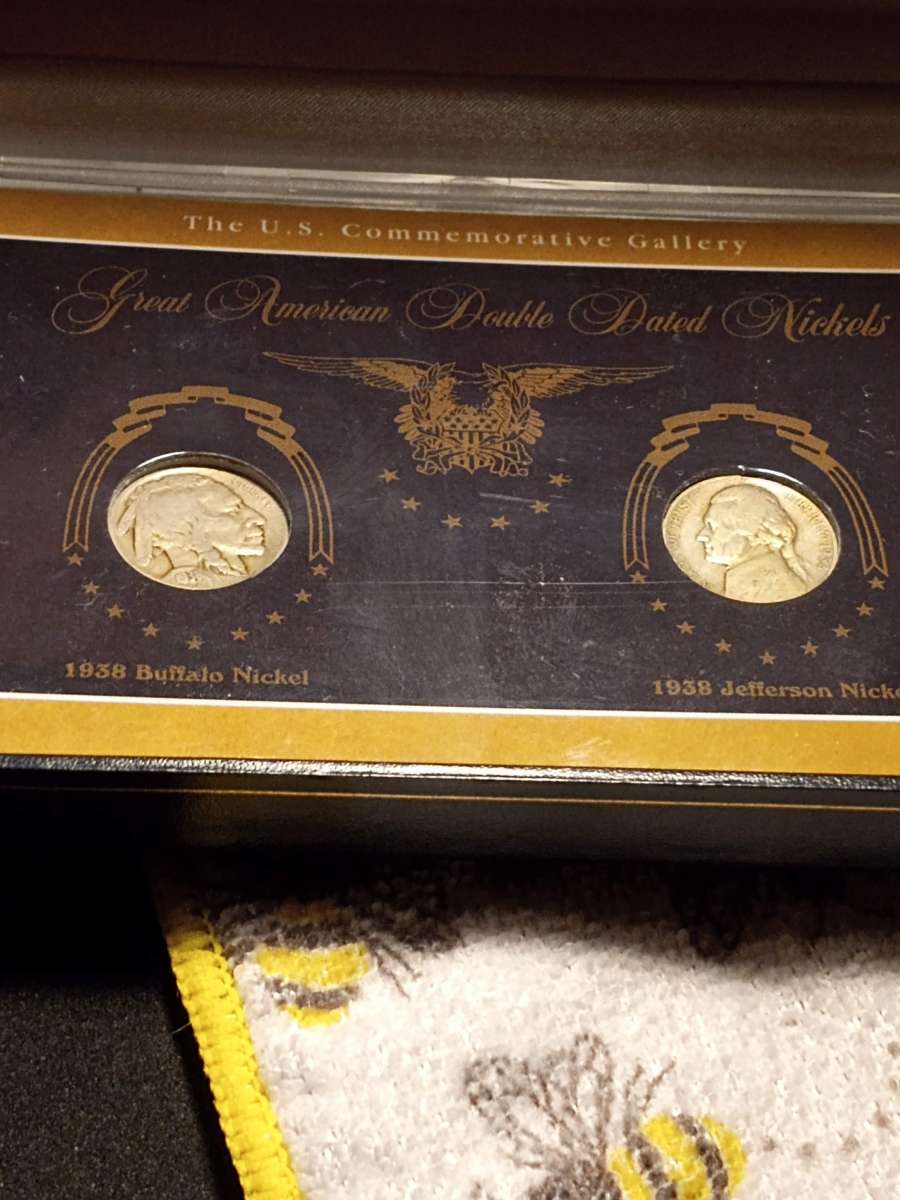 The U.S. Commemorative Gallery
Great American Double Dated Nickels
1938 Buffalo Nickel
1938 Jefferson Nicke